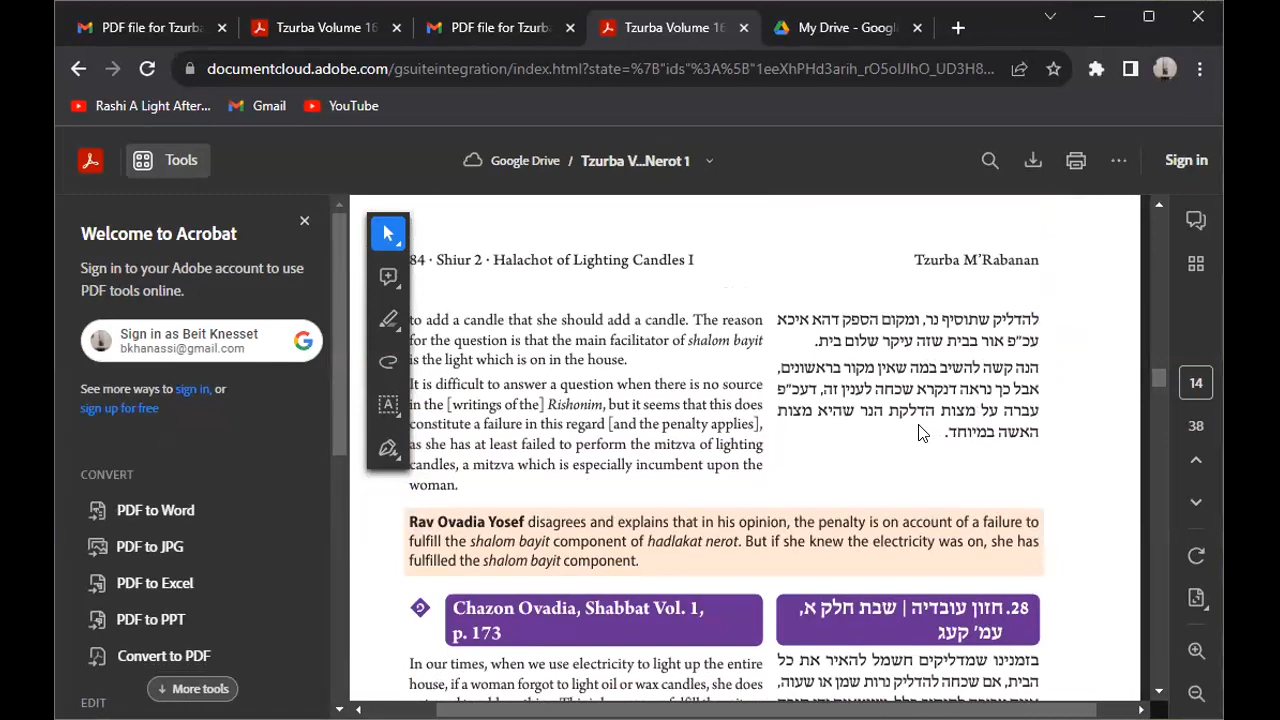 PDF file for Tzurba
Tzurba Volume 16
PDF file for Tzurba
Tzurba Volume 16
My Drive - Google
documentcloud.adobe.com/gsuiteintegration/index.html?state=%7B"ids"%3A%5B"1eeXhPHd3arih_rO5oIJIhO_UD3H8...
Rashi A Light After...
Gmail
YouTube
Tools
Google Drive / Tzurba V...Nerot 1
Sign in
Welcome to Acrobat
Sign in to your Adobe account to use
PDF tools online.
Sign in as Beit Knesset
bkhanassi@gmail.com
See more ways to sign in, or
sign up for free
CONVERT
PDF to Word
PDF to JPG
PDF to Excel
PDF to PPT
Convert to PDF
More tools
EDIT
84 · Shiur 2 · Halachot of Lighting Candles I
Tzurba M'Rabanan
to add a candle that she should add a candle. The reason
for the question is that the main facilitator of shalom bayit
is the light which is on in the house.
It is difficult to answer a question when there is no source
in the [writings of the] Rishonim, but it seems that this does
constitute a failure in this regard [and the penalty applies],
as she has at least failed to perform the mitzva of lighting
candles, a mitzva which is especially incumbent upon the
woman.
להדליק שתוסיף נר, ומקום הספק דהא איכא
עכ״פ אור בבית שזה עיקר שלום בית.
הנה קשה להשיב במה שאין מקור בראשונים,
אבל כך נראה דנקרא שכחה לענין זה, דעכ״פ
עברה על מצות הדלקת הנר שהיא מצות
האשה במיוחד.
Rav Ovadia Yosef disagrees and explains that in his opinion, the penalty is on account of a failure to
fulfill the shalom bayit component of hadlakat nerot. But if she knew the electricity was on, she has
fulfilled the shalom bayit component.
Chazon Ovadia, Shabbat Vol. 1,
p. 173
28. חזון עובדיה | שבת חלק א,
עמ׳ קעג
In our times, when we use electricity to light up the entire
house, if a woman forgot to light oil or wax candles, she does
בזמנינו שמדליקים חשמל להאיר את כל
הבית, אם שכחה להדליק נרות שמן או שעוה,
14
38